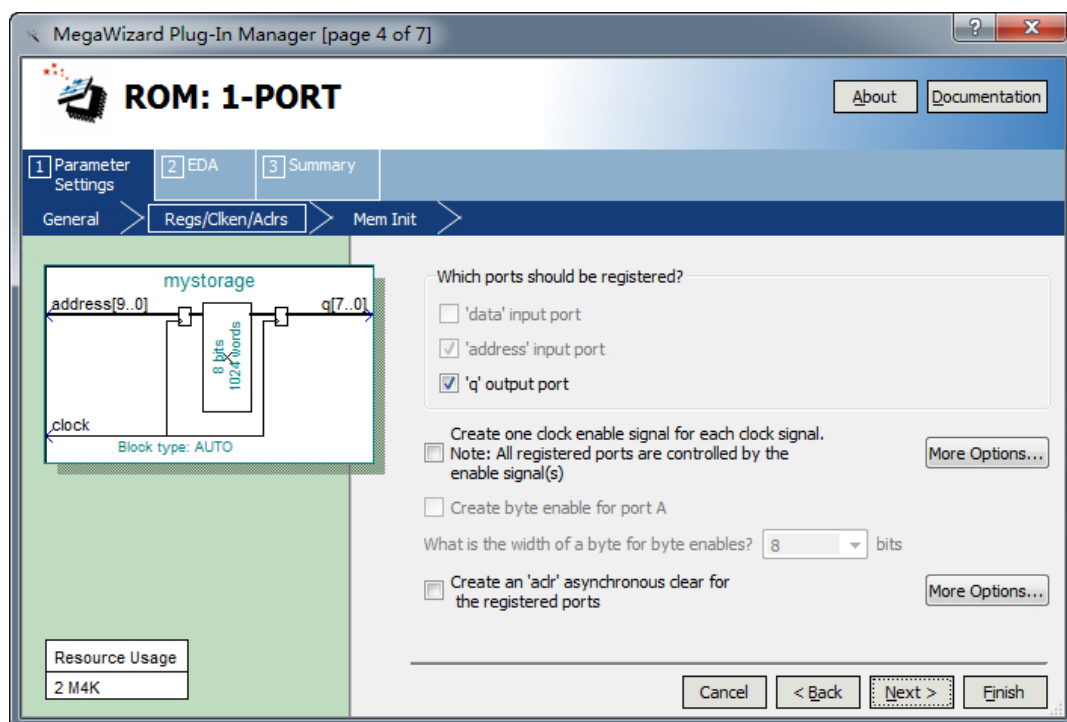 MegaWizard Plug-In Manager [page 4 of 7]
ROM: 1-PORT
About
Documentation
1 Parameter Settings
2 EDA
3 Summary
General
Regs/Clken/Aclrs
Mem Init
mystorage
address[9..0]
q[7..0]
8 bits
1024 words
clock
Block type: AUTO
Which ports should be registered?
'data' input port
'address' input port
'q' output port
Create one clock enable signal for each clock signal.
Note: All registered ports are controlled by the
enable signal(s)
More Options...
Create byte enable for port A
What is the width of a byte for byte enables? 8 bits
Create an 'aclr' asynchronous clear for
the registered ports
More Options...
Resource Usage
2 M4K
Cancel
< Back
Next >
Finish